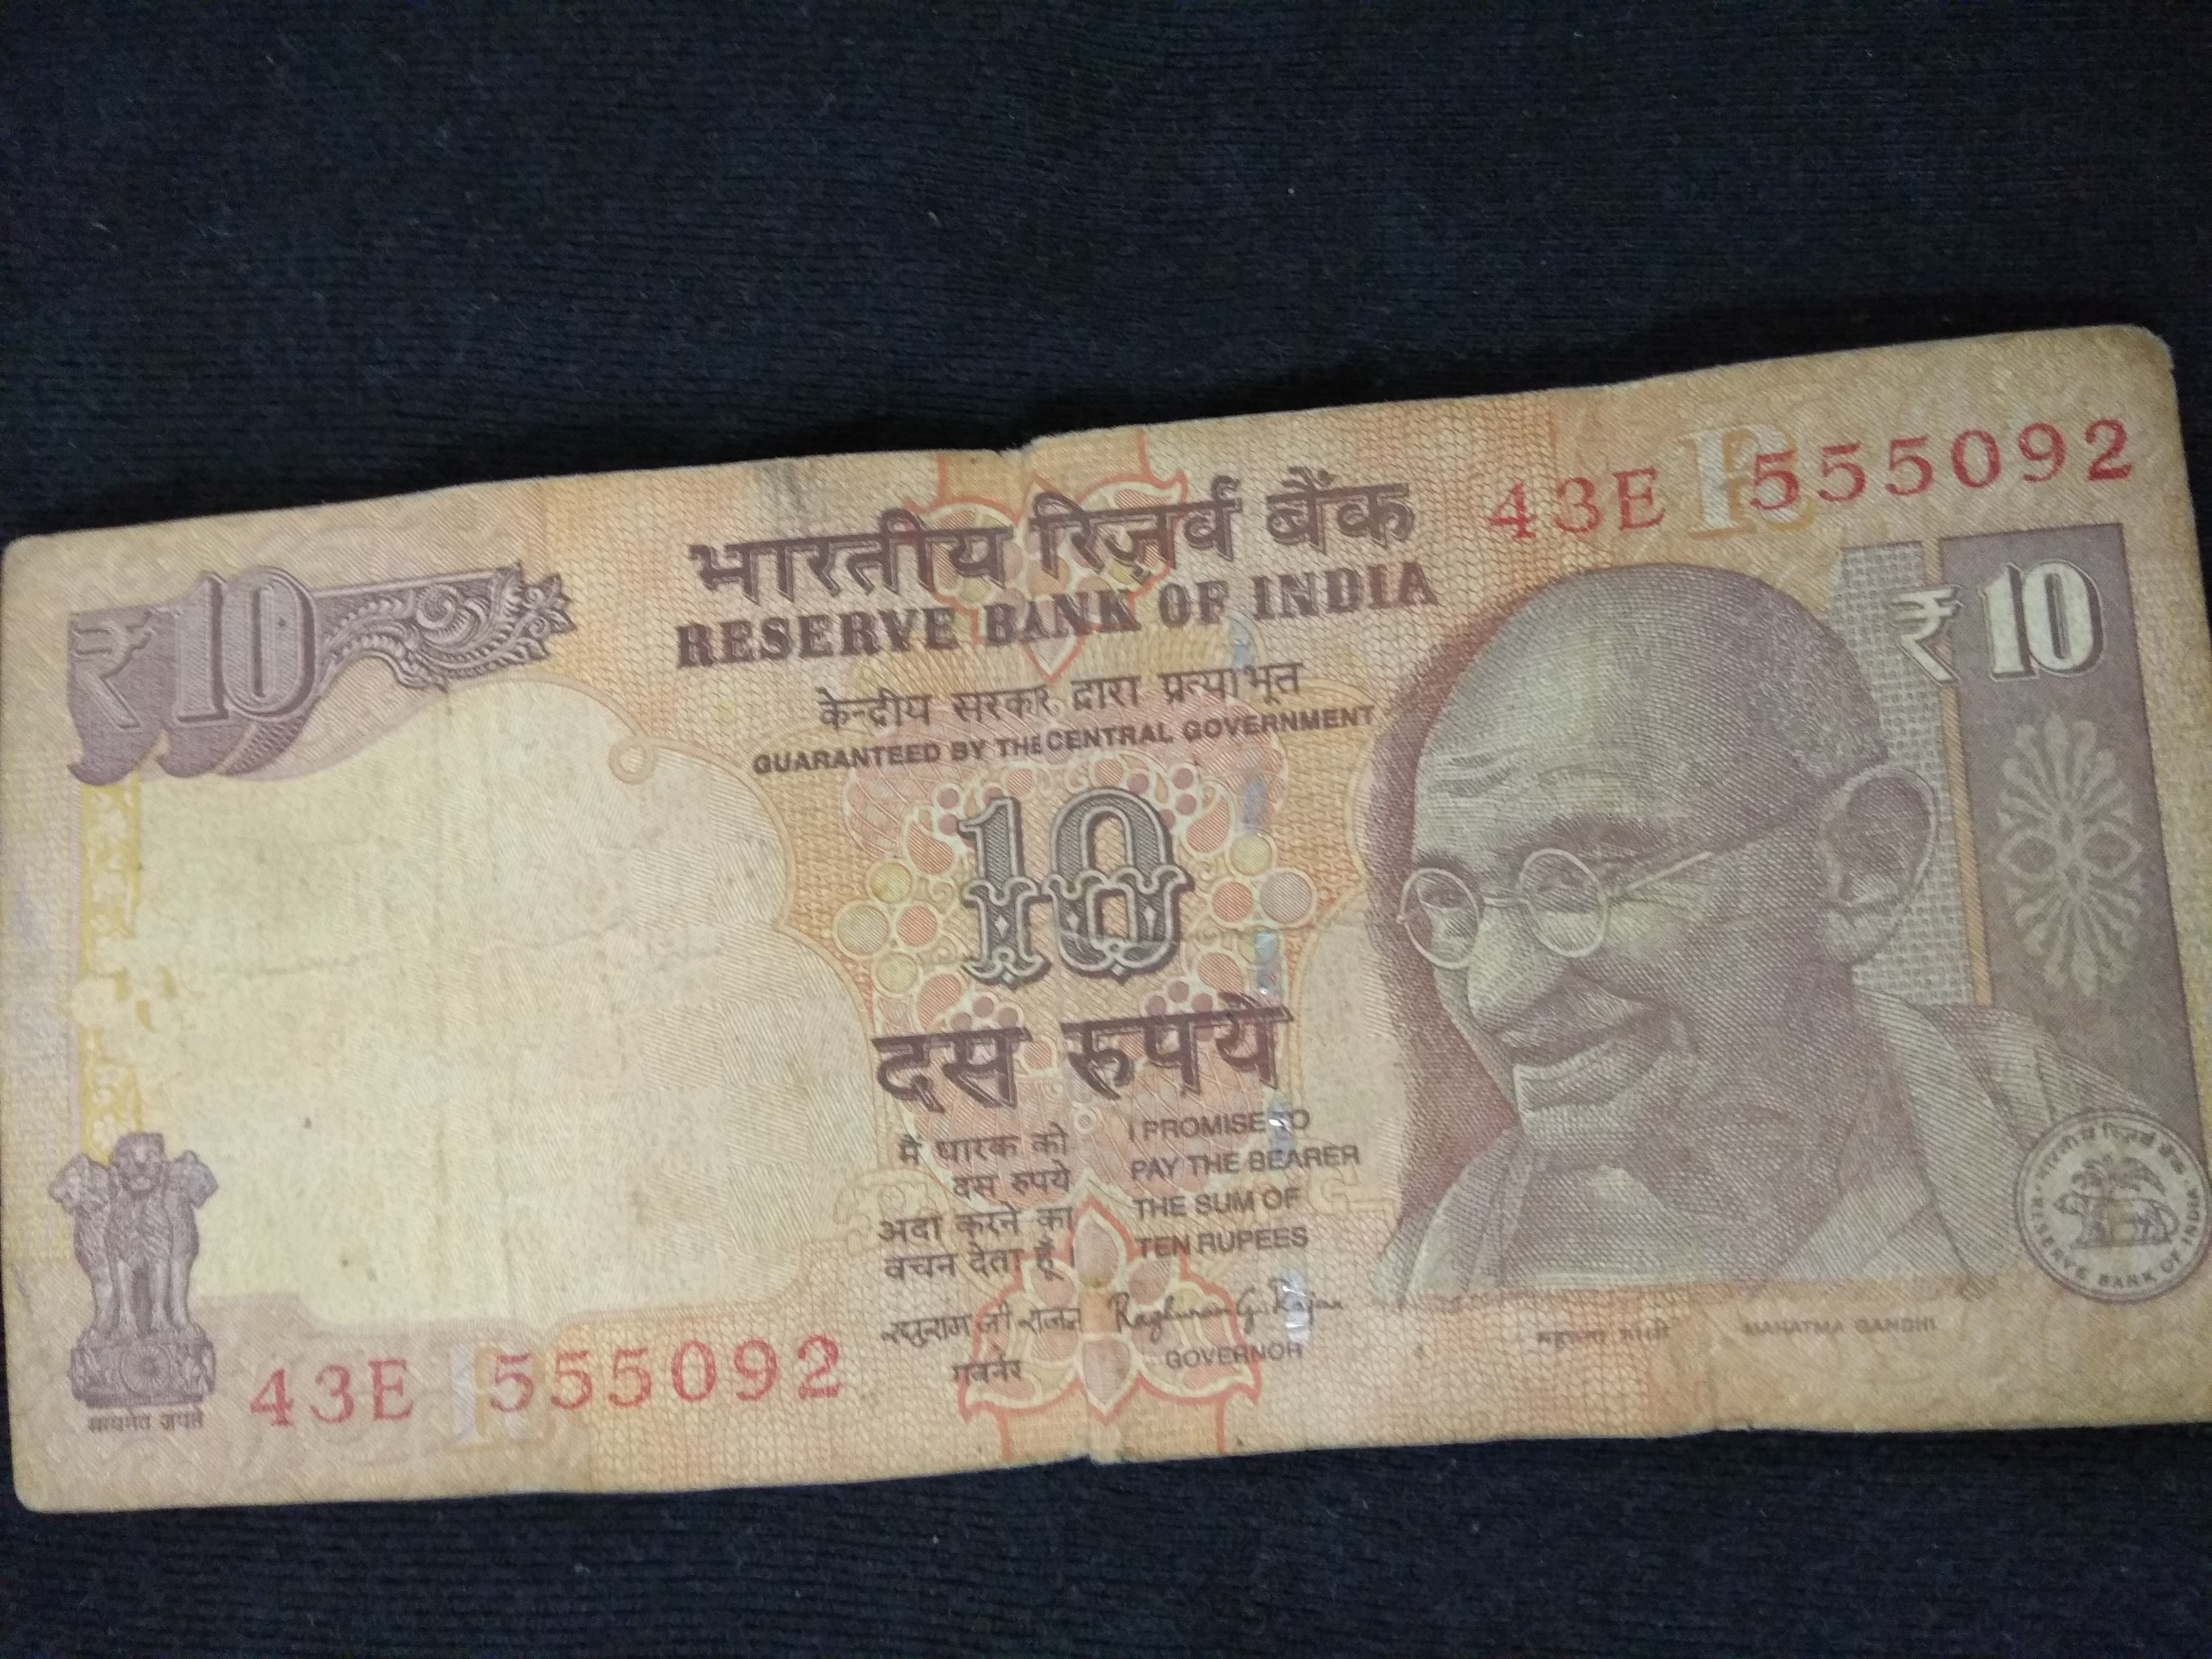 43E 555092
भारतीय रिज़र्व बैंक
RESERVE BANK OF INDIA
₹ 10
₹ 10
केन्द्रीय सरकार द्वारा प्रत्याभूत
GUARANTEED BY THE CENTRAL GOVERNMENT
10
दस रुपये
मैं धारक को
दस रुपये
अदा करने का
वचन देता हूँ ।
I PROMISE TO
PAY THE BEARER
THE SUM OF
TEN RUPEES
रघुराम जी राजन
Raghuram G. Rajan
गवर्नर
GOVERNOR
भारतीय रिज़र्व बैंक
RESERVE BANK OF INDIA
महात्मा गांधी
MAHATMA GANDHI
सत्यमेव जयते
43E 555092